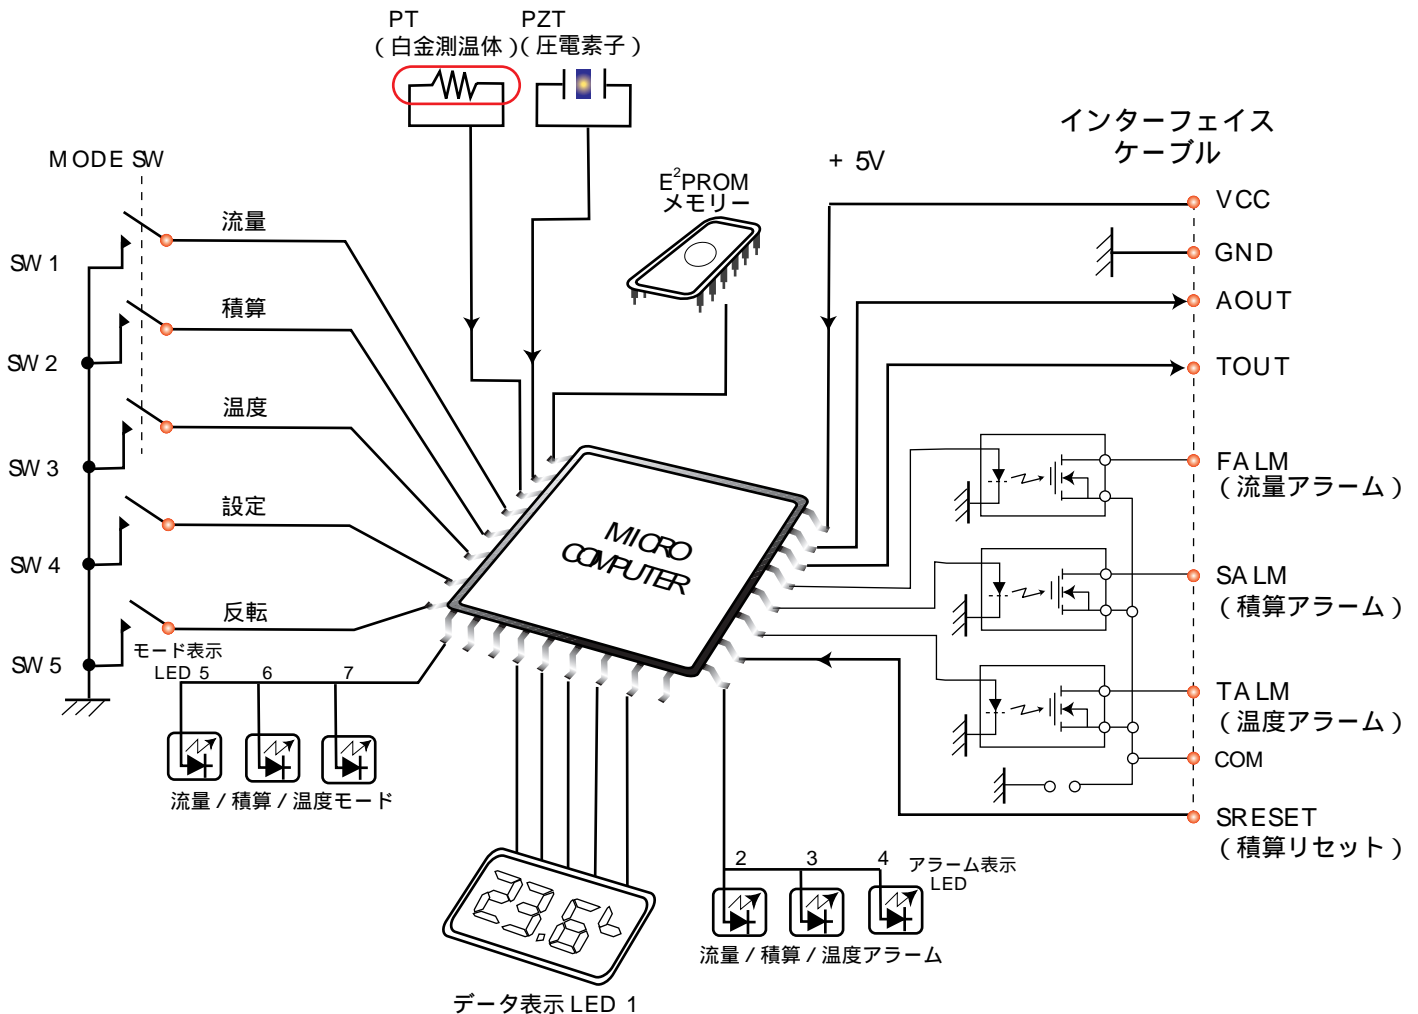 PT
(白金測温体)
PZT
(圧電素子)
インターフェイス
ケーブル
MODE SW
+ 5V
E²PROM
メモリー
VCC
流量
GND
SW 1
AOUT
積算
SW 2
TOUT
温度
SW 3
FALM
(流量アラーム)
設定
MICRO
COMPUTER
SW 4
SALM
(積算アラーム)
反転
SW 5
モード表示
LED 5
6
7
TALM
(温度アラーム)
COM
流量 / 積算 / 温度モード
SRESET
(積算リセット)
2
3
4
アラーム表示
LED
23.6℃
流量 / 積算 / 温度アラーム
データ表示 LED 1